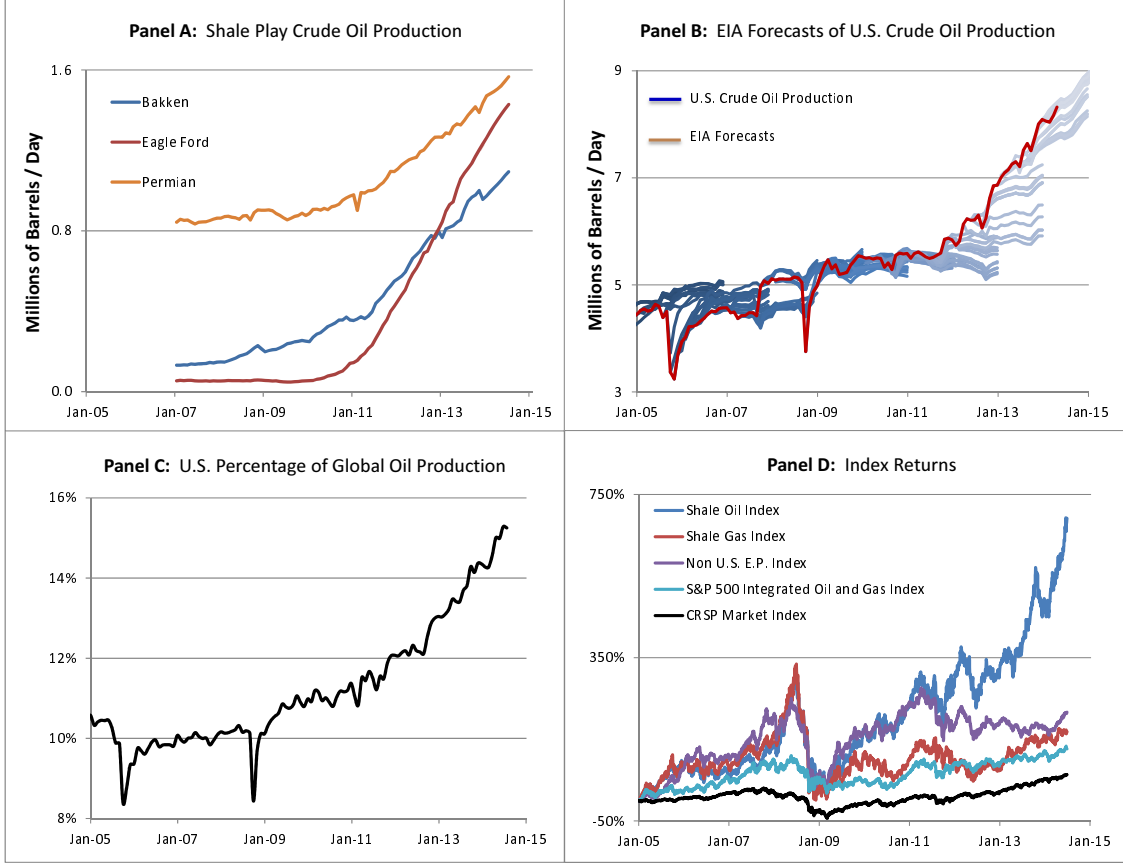 Panel A: Shale Play Crude Oil Production
Millions of Barrels / Day
1.6
0.8
0.0
Bakken
Eagle Ford
Permian
Jan-05 Jan-07 Jan-09 Jan-11 Jan-13 Jan-15
Panel B: EIA Forecasts of U.S. Crude Oil Production
Millions of Barrels / Day
9
7
5
3
U.S. Crude Oil Production
EIA Forecasts
Jan-05 Jan-07 Jan-09 Jan-11 Jan-13 Jan-15
Panel C: U.S. Percentage of Global Oil Production
16%
14%
12%
10%
8%
Jan-05 Jan-07 Jan-09 Jan-11 Jan-13 Jan-15
Panel D: Index Returns
750%
350%
-50%
Shale Oil Index
Shale Gas Index
Non U.S. E.P. Index
S&P 500 Integrated Oil and Gas Index
CRSP Market Index
Jan-05 Jan-07 Jan-09 Jan-11 Jan-13 Jan-15